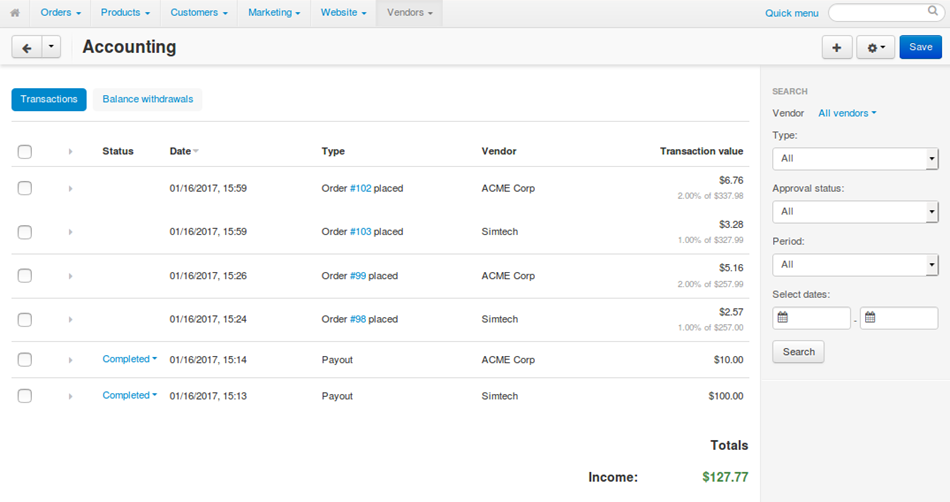 Orders Products Customers Marketing Website Vendors Quick menu
Accounting Save
Transactions Balance withdrawals
Status Date Type Vendor Transaction value
01/16/2017, 15:59 Order #102 placed ACME Corp $6.76
2.00% of $337.98
01/16/2017, 15:59 Order #103 placed Simtech $3.28
1.00% of $327.99
01/16/2017, 15:26 Order #99 placed ACME Corp $5.16
2.00% of $257.99
01/16/2017, 15:24 Order #98 placed Simtech $2.57
1.00% of $257.00
Completed 01/16/2017, 15:14 Payout ACME Corp $10.00
Completed 01/16/2017, 15:13 Payout Simtech $100.00
Totals
Income: $127.77
SEARCH
Vendor All vendors
Type:
All
Approval status:
All
Period:
All
Select dates:
-
Search